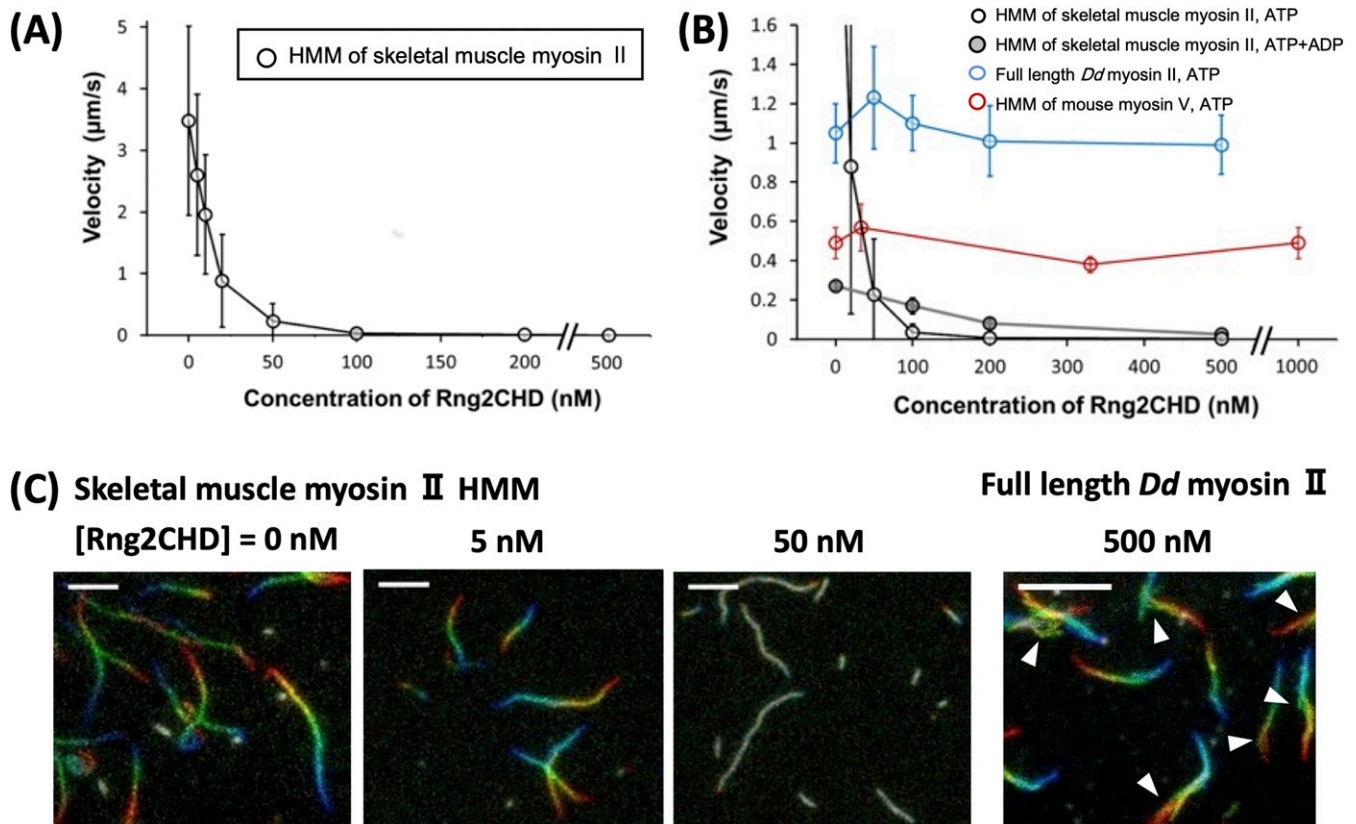 (A)
HMM of skeletal muscle myosin Ⅱ
Velocity (μm/s)
5
4
3
2
1
0
0 50 100 150 200 500
Concentration of Rng2CHD (nM)
(B)
HMM of skeletal muscle myosin II, ATP
HMM of skeletal muscle myosin II, ATP+ADP
Full length Dd myosin II, ATP
HMM of mouse myosin V, ATP
Velocity (μm/s)
1.6
1.4
1.2
1
0.8
0.6
0.4
0.2
0
0 100 200 300 400 500 1000
Concentration of Rng2CHD (nM)
(C) Skeletal muscle myosin Ⅱ HMM
Full length Dd myosin Ⅱ
[Rng2CHD] = 0 nM 5 nM 50 nM 500 nM